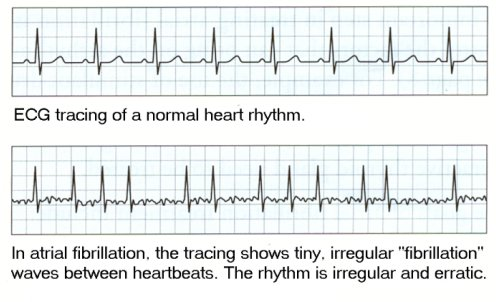 ECG tracing of a normal heart rhythm.
In atrial fibrillation, the tracing shows tiny, irregular "fibrillation"
waves between heartbeats. The rhythm is irregular and erratic.